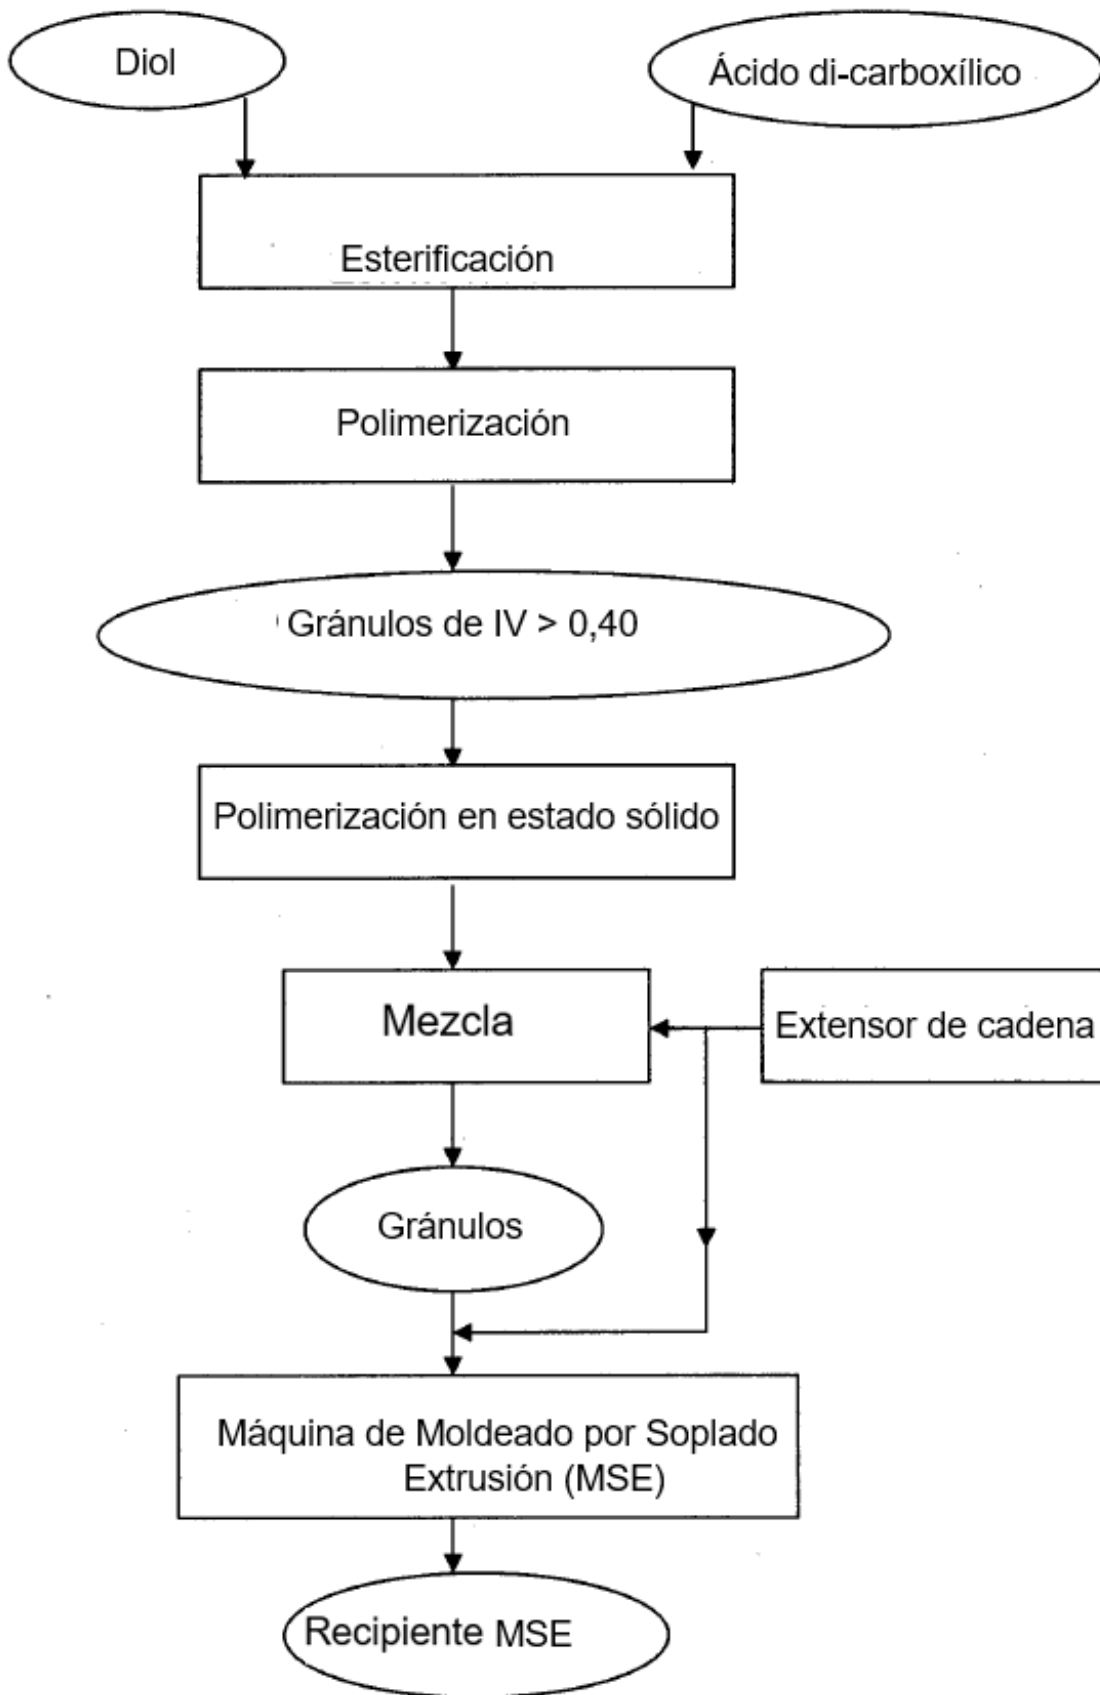 Diol
Ácido di-carboxílico
Esterificación
Polimerización
Gránulos de IV > 0,40
Polimerización en estado sólido
Mezcla
Extensor de cadena
Gránulos
Máquina de Moldeado por Soplado
Extrusión (MSE)
Recipiente MSE